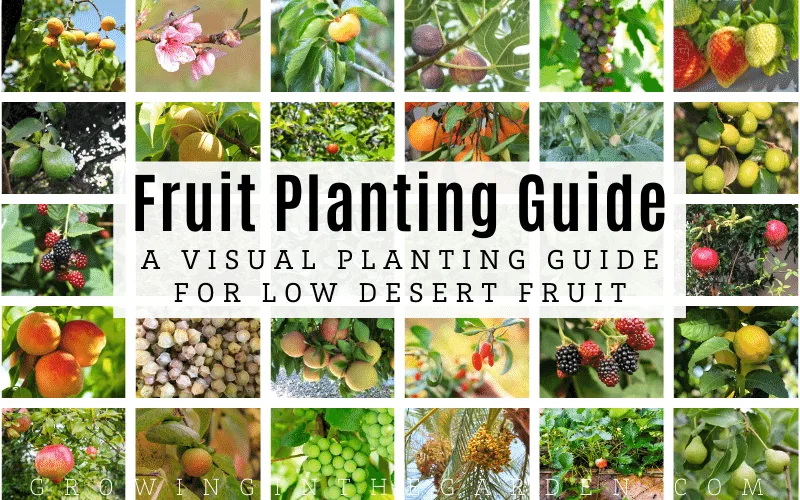 Fruit Planting Guide
A VISUAL PLANTING GUIDE
FOR LOW DESERT FRUIT
GROWINGINTHEGARDEN.COM